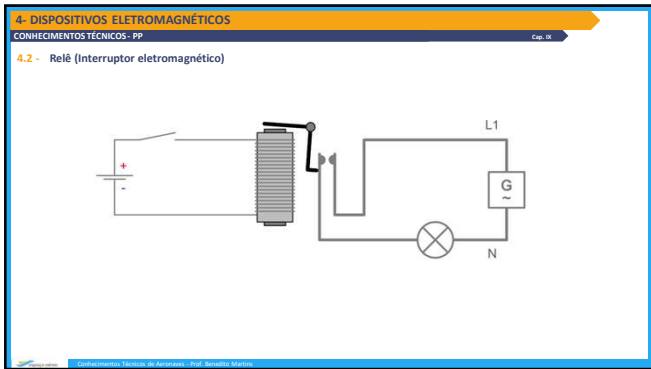 4- DISPOSITIVOS ELETROMAGNÉTICOS
CONHECIMENTOS TÉCNICOS - PP
Cap. IX
4.2 - Relê (Interruptor eletromagnético)
L1
+
-
G
~
N
Conhecimentos Técnicos de Aeronaves - Prof. Benedito Martins